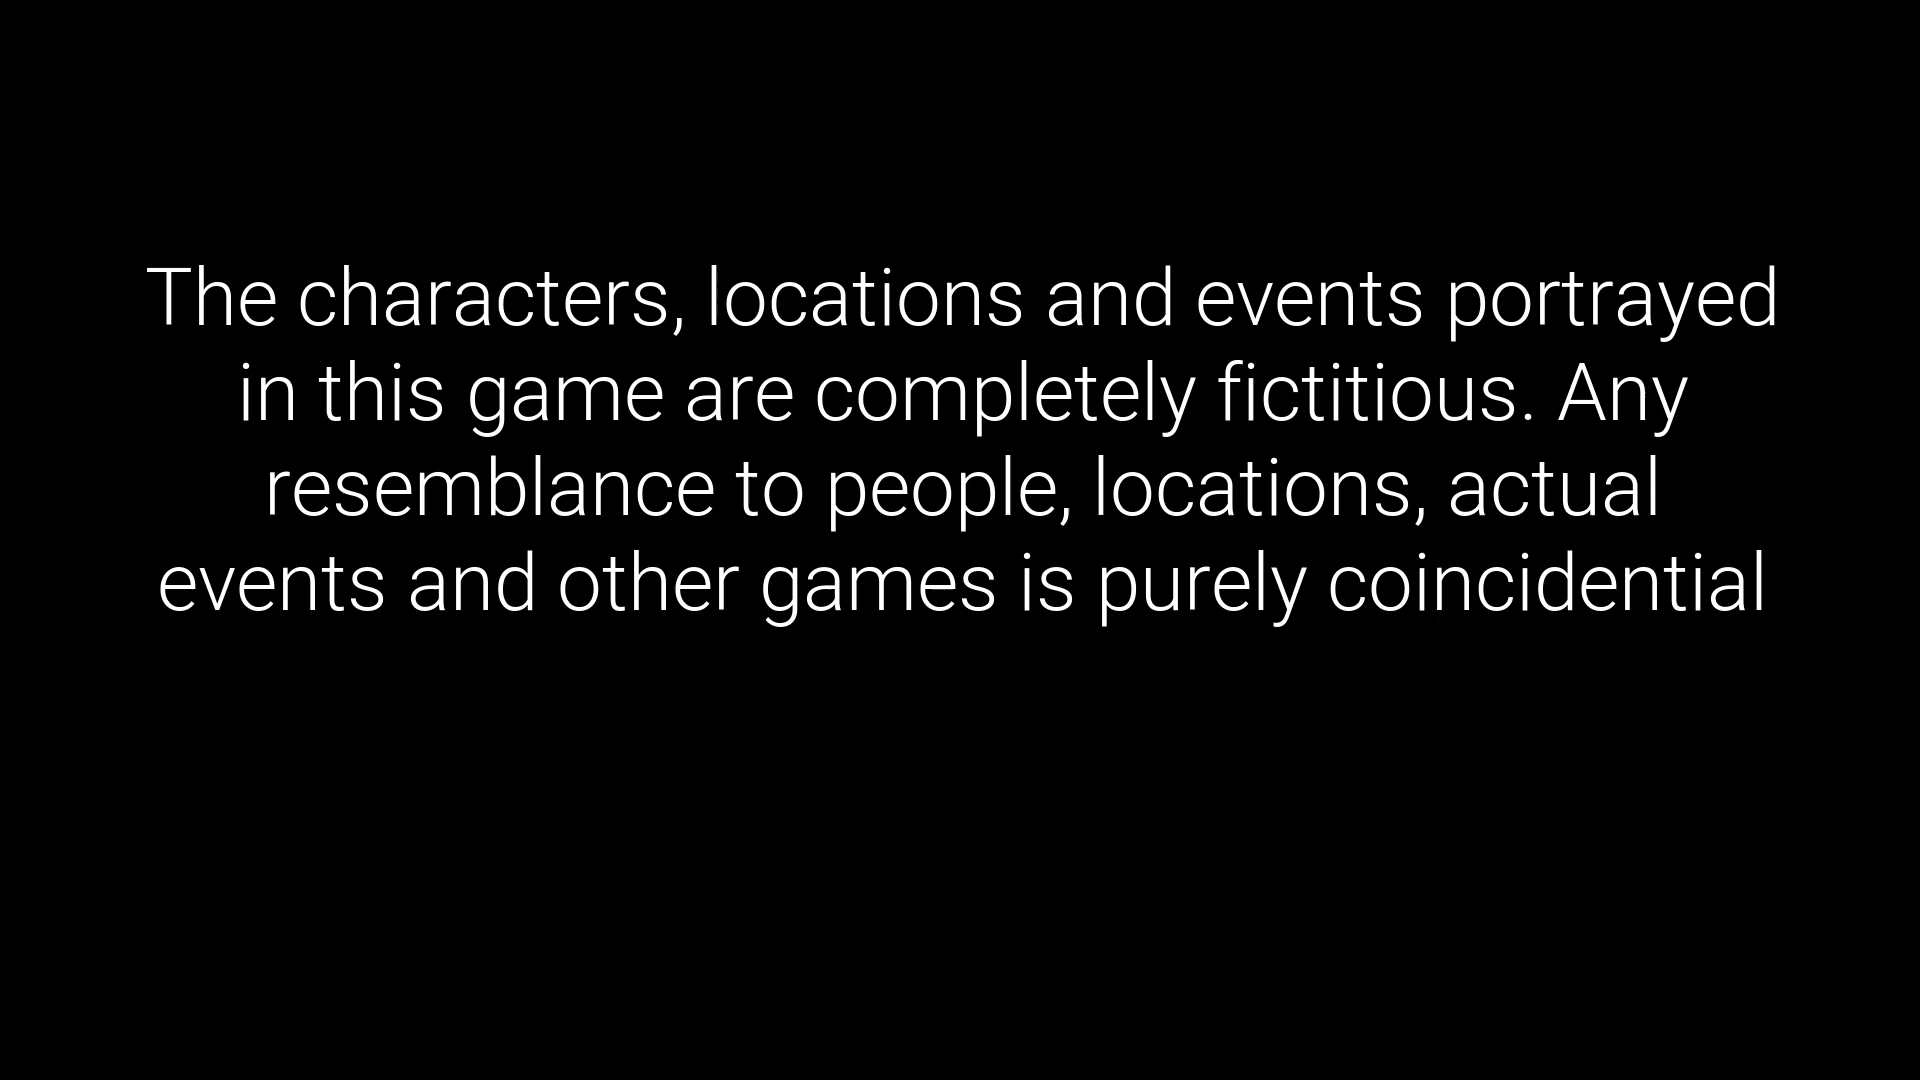 The characters, locations and events portrayed
in this game are completely fictitious. Any
resemblance to people, locations, actual
events and other games is purely coincidential